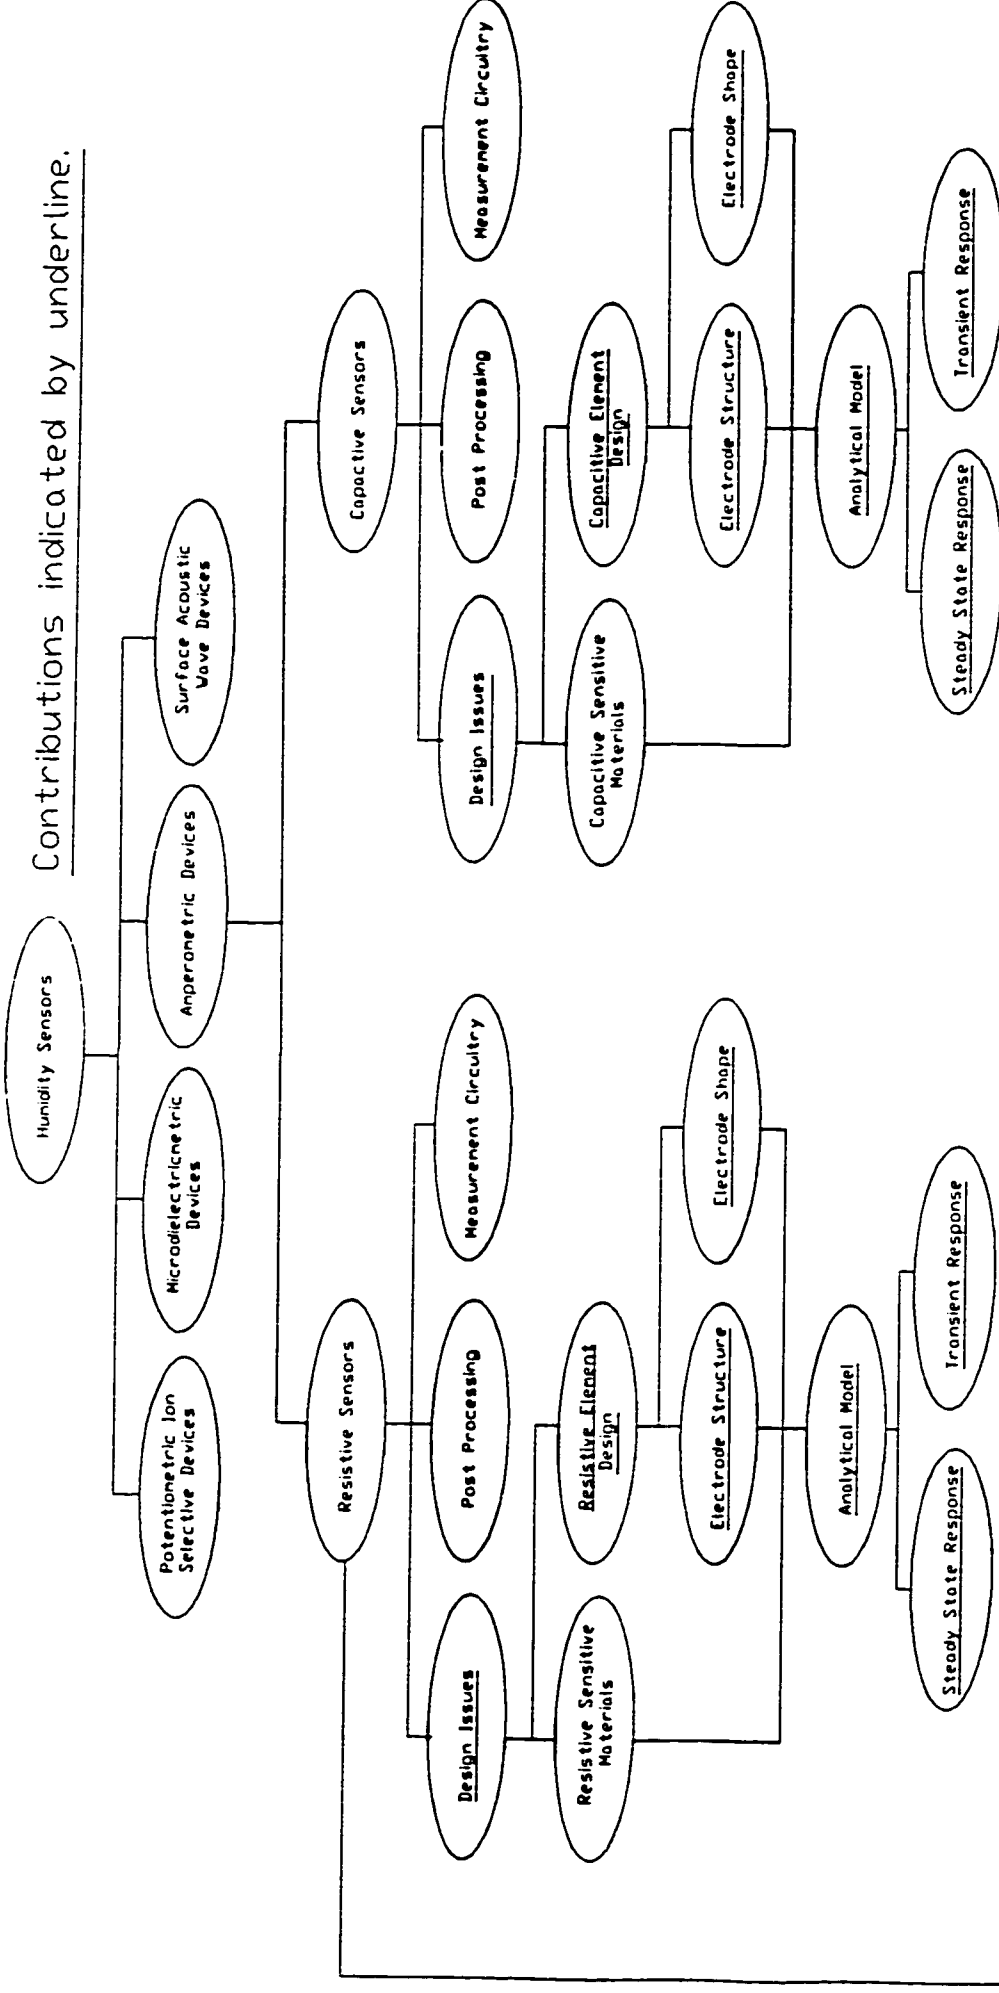 Contributions indicated by underline.
Humidity Sensors
Potentiometric Ion
Selective Devices
Microdielectricmetric
Devices
Amperometric Devices
Surface Acoustic
Wave Devices
Resistive Sensors
Capactive Sensors
Design Issues
Post Processing
Measurement Circuitry
Design Issues
Post Processing
Measurement Circuitry
Resistive Sensitive
Materials
Resistive Element
Design
Capacitive Sensitive
Materials
Capacitive Element
Design
Electrode Structure
Electrode Shape
Electrode Structure
Electrode Shape
Analytical Model
Analytical Model
Steady State Response
Transient Response
Steady State Response
Transient Response